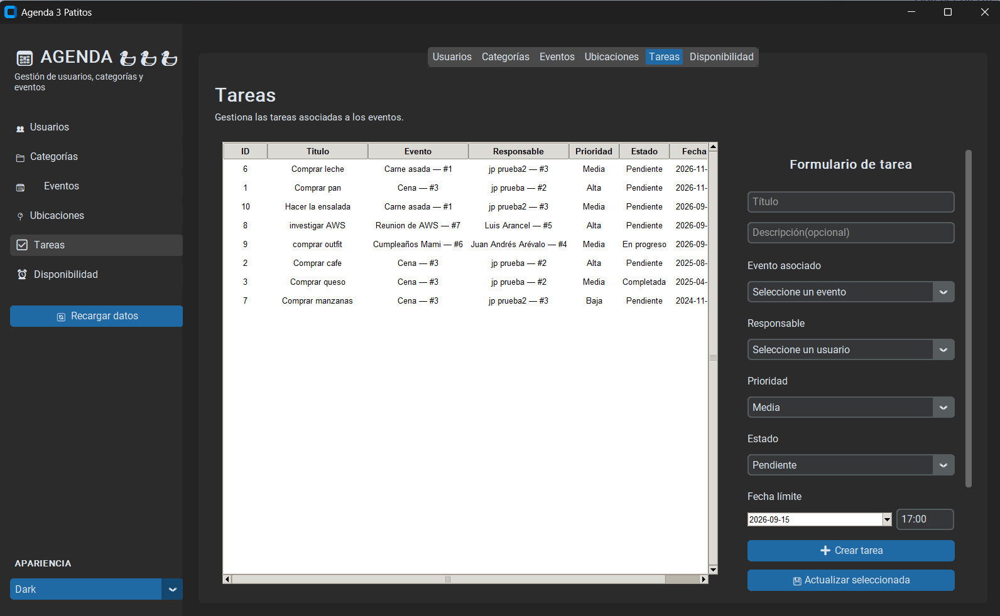 Agenda 3 Patitos
AGENDA
Gestión de usuarios, categorías y
eventos
Usuarios
Categorías
Eventos
Ubicaciones
Tareas
Disponibilidad
Recargar datos
APARIENCIA
Dark
Usuarios Categorías Eventos Ubicaciones Tareas Disponibilidad
Tareas
Gestiona las tareas asociadas a los eventos.
ID Titulo Evento Responsable Prioridad Estado Fecha
6 Comprar leche Carne asada — #1 jp prueba2 — #3 Media Pendiente 2026-11-
1 Comprar pan Cena — #3 jp prueba — #2 Alta Pendiente 2026-11-
10 Hacer la ensalada Carne asada — #1 jp prueba2 — #3 Media Pendiente 2026-09-
8 investigar AWS Reunion de AWS — #7 Luis Arancel — #5 Alta Pendiente 2026-09-
9 comprar outfit Cumpleaños Mami — #6 Juan Andrés Arévalo — #4 Media En progreso 2026-09-
2 Comprar cafe Cena — #3 jp prueba — #2 Alta Pendiente 2025-08-
3 Comprar queso Cena — #3 jp prueba — #2 Media Completada 2025-04-
7 Comprar manzanas Cena — #3 jp prueba2 — #3 Baja Pendiente 2024-11-
Formulario de tarea
Título
Descripción(opcional)
Evento asociado
Seleccione un evento
Responsable
Seleccione un usuario
Prioridad
Media
Estado
Pendiente
Fecha límite
2026-09-15 17:00
Crear tarea
Actualizar seleccionada